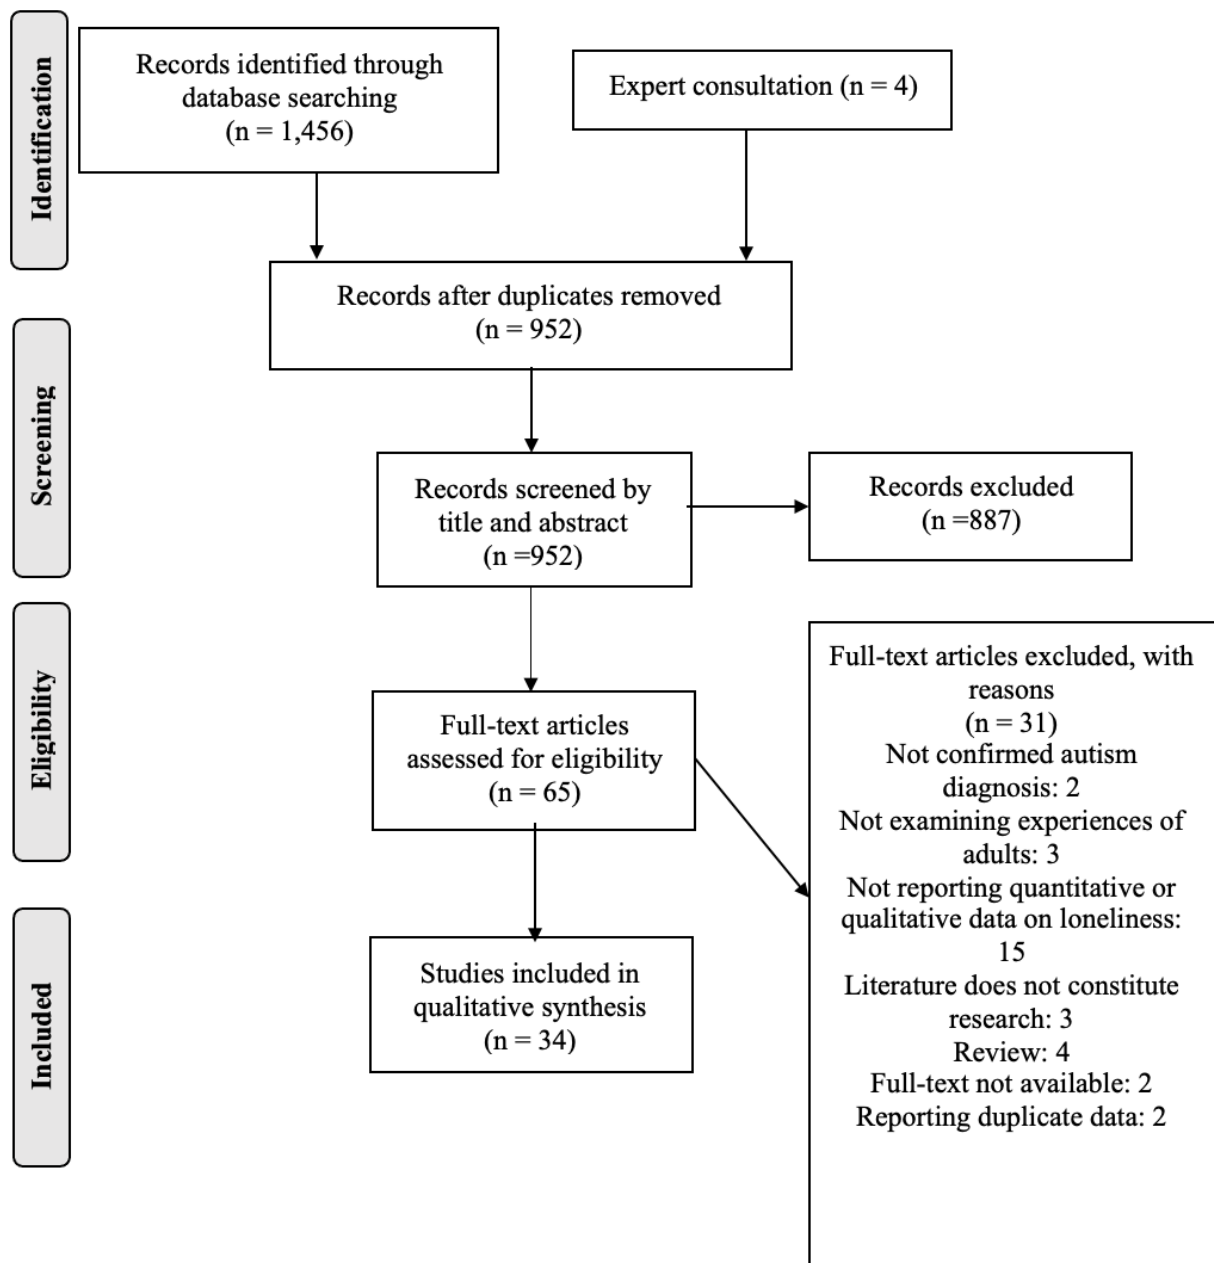 Identification
Records identified through
database searching
(n = 1,456)
Expert consultation (n = 4)
Records after duplicates removed
(n = 952)
Screening
Records screened by
title and abstract
(n =952)
Records excluded
(n =887)
Eligibility
Full-text articles
assessed for eligibility
(n = 65)
Full-text articles excluded, with
reasons
(n = 31)
Not confirmed autism
diagnosis: 2
Not examining experiences of
adults: 3
Not reporting quantitative or
qualitative data on loneliness:
15
Literature does not constitute
research: 3
Review: 4
Full-text not available: 2
Reporting duplicate data: 2
Included
Studies included in
qualitative synthesis
(n = 34)